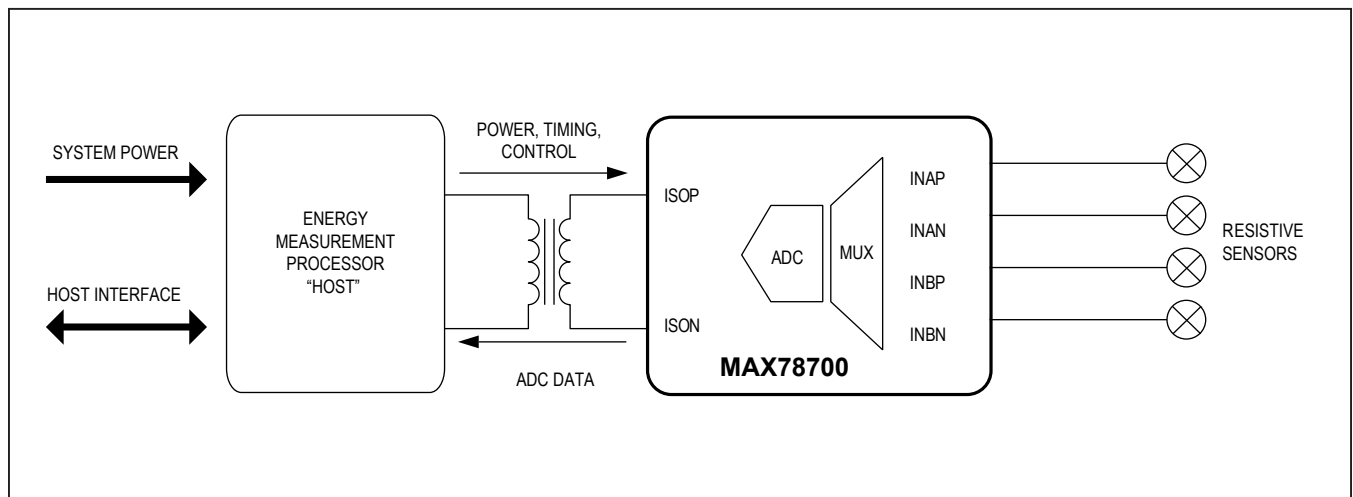 SYSTEM POWER
HOST INTERFACE
ENERGY
MEASUREMENT
PROCESSOR
“HOST”
POWER, TIMING,
CONTROL
ADC DATA
ISOP
ISON
ADC
MUX
INAP
INAN
INBP
INBN
MAX78700
RESISTIVE
SENSORS